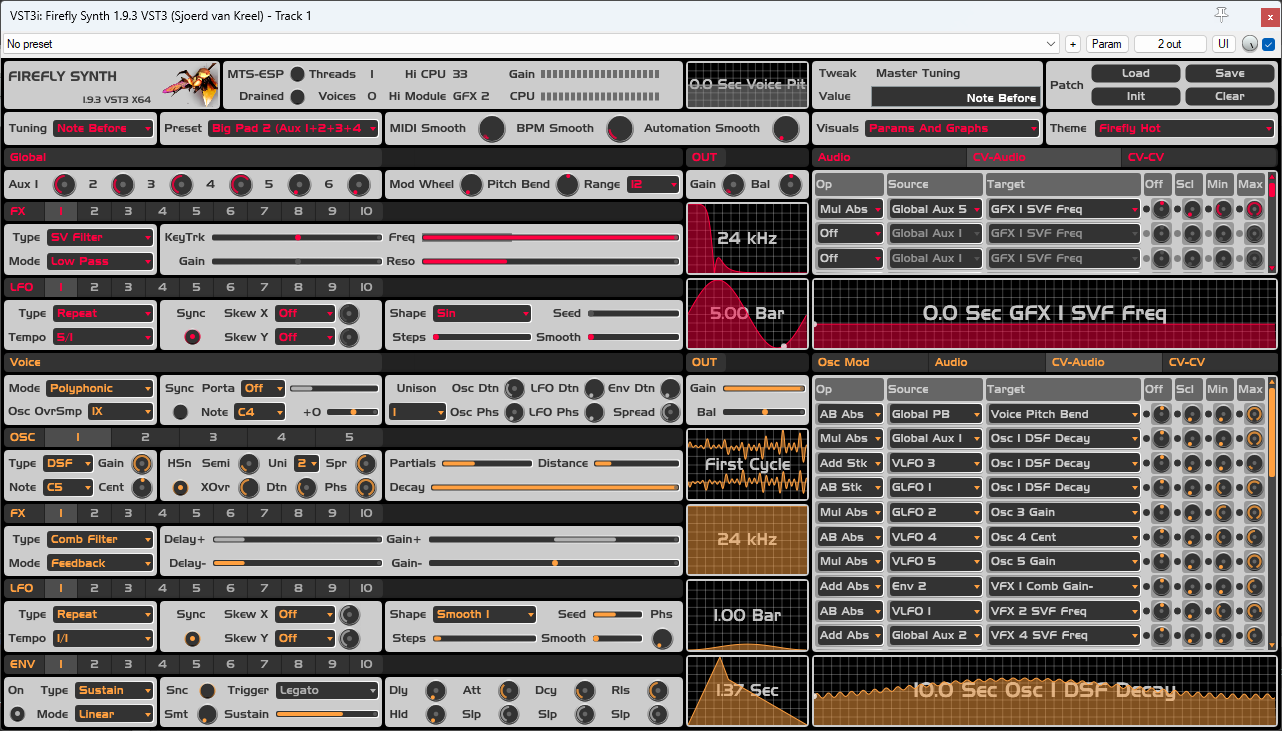 VST3i: Firefly Synth 1.9.3 VST3 (Sjoerd van Kreel) - Track 1
No preset + Param 2 out UI
FIREFLY SYNTH
1.9.3 VST3 X64
MTS-ESP Threads 1 Hi CPU 33 Gain
Drained Voices 0 Hi Module GFX 2 CPU
0.0 Sec Voice Pit
Tweak Master Tuning
Value Note Before
Patch Load Save
Init Clear
Tuning Note Before Preset Big Pad 2 (Aux 1+2+3+4 MIDI Smooth BPM Smooth Automation Smooth Visuals Params And Graphs Theme Firefly Hot
Global OUT Audio CV-Audio CV-CV
Aux 1 2 3 4 5 6 Mod Wheel Pitch Bend Range 12 Gain Bal
Op Source Target Off Scl Min Max
Mul Abs Global Aux 5 GFX 1 SVF Freq
Off Global Aux 1 GFX 1 SVF Freq
Off Global Aux 1 GFX 1 SVF Freq
FX 1 2 3 4 5 6 7 8 9 10
Type SV Filter KeyTrk Freq
Mode Low Pass Gain Reso
24 kHz
LFO 1 2 3 4 5 6 7 8 9 10
Type Repeat Sync Skew X Off Shape Sin Seed
Tempo 5/1 Skew Y Off Steps Smooth
5.00 Bar
0.0 Sec GFX 1 SVF Freq
Voice OUT Osc Mod Audio CV-Audio CV-CV
Mode Polyphonic Sync Porta Off Unison Osc Dtn LFO Dtn Env Dtn Gain
Osc OvrSmp 1X Note C4 +0 1 Osc Phs LFO Phs Spread Bal
Op Source Target Off Scl Min Max
AB Abs Global PB Voice Pitch Bend
Mul Abs Global Aux 1 Osc 1 DSF Decay
Add Stk VLFO 3 Osc 1 DSF Decay
AB Stk GLFO 1 Osc 1 DSF Decay
Mul Abs GLFO 2 Osc 3 Gain
AB Abs VLFO 4 Osc 4 Cent
Mul Abs VLFO 5 Osc 5 Gain
Add Abs Env 2 VFX 1 Comb Gain-
AB Abs VLFO 1 VFX 2 SVF Freq
Add Abs Global Aux 2 VFX 4 SVF Freq
OSC 1 2 3 4 5
Type DSF Gain HSn Semi Uni 2 Spr Partials Distance
Note C5 Cent XOvr Dtn Phs Decay
First Cycle
FX 1 2 3 4 5 6 7 8 9 10
Type Comb Filter Delay+ Gain+
Mode Feedback Delay- Gain-
24 kHz
LFO 1 2 3 4 5 6 7 8 9 10
Type Repeat Sync Skew X Off Shape Smooth 1 Seed Phs
Tempo 1/1 Skew Y Off Steps Smooth
1.00 Bar
ENV 1 2 3 4 5 6 7 8 9 10
On Type Sustain Snc Trigger Legato Dly Att Dcy Rls
Mode Linear Smt Sustain Hld Slp Slp Slp
1.37 Sec
10.0 Sec Osc 1 DSF Decay